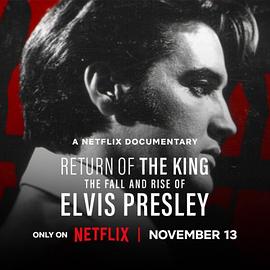 A NETFLIX DOCUMENTARY
RETURN OF THE KING
THE FALL AND RISE OF
ELVIS PRESLEY
ONLY ON NETFLIX | NOVEMBER 13